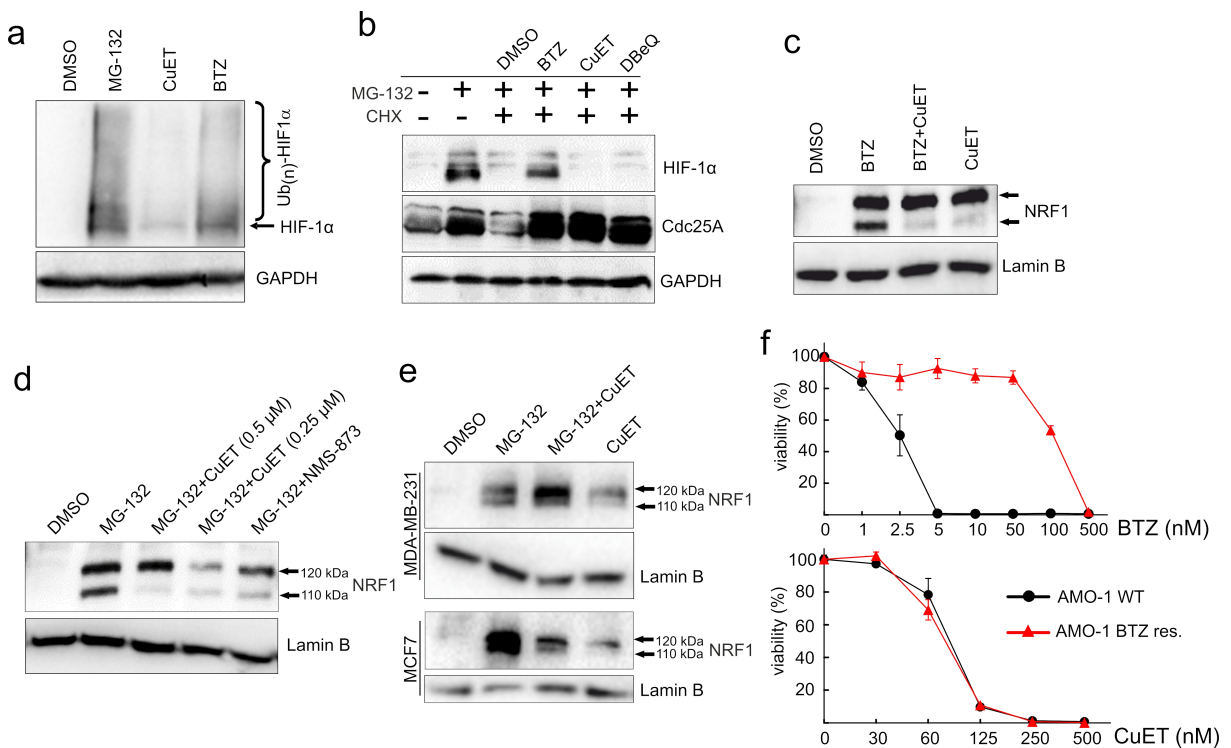 a
DMSO
MG-132
CuET
BTZ
Ub(n)-HIF1α
HIF-1α
GAPDH
b
DMSO
BTZ
CuET
DBeQ
MG-132 - + + + + +
CHX - - + + + +
HIF-1α
Cdc25A
GAPDH
c
DMSO
BTZ
BTZ+CuET
CuET
NRF1
Lamin B
d
DMSO
MG-132
MG-132+CuET (0.5 µM)
MG-132+CuET (0.25 µM)
MG-132+NMS-873
120 kDa
110 kDa
NRF1
Lamin B
e
DMSO
MG-132
MG-132+CuET
CuET
MDA-MB-231
120 kDa
110 kDa
NRF1
Lamin B
MCF7
120 kDa
110 kDa
NRF1
Lamin B
f
viability (%)
100
80
60
40
20
0 1 2.5 5 10 50 100 500 BTZ (nM)
viability (%)
100
80
60
40
20
0 30 60 125 250 500
CuET (nM)
AMO-1 WT
AMO-1 BTZ res.